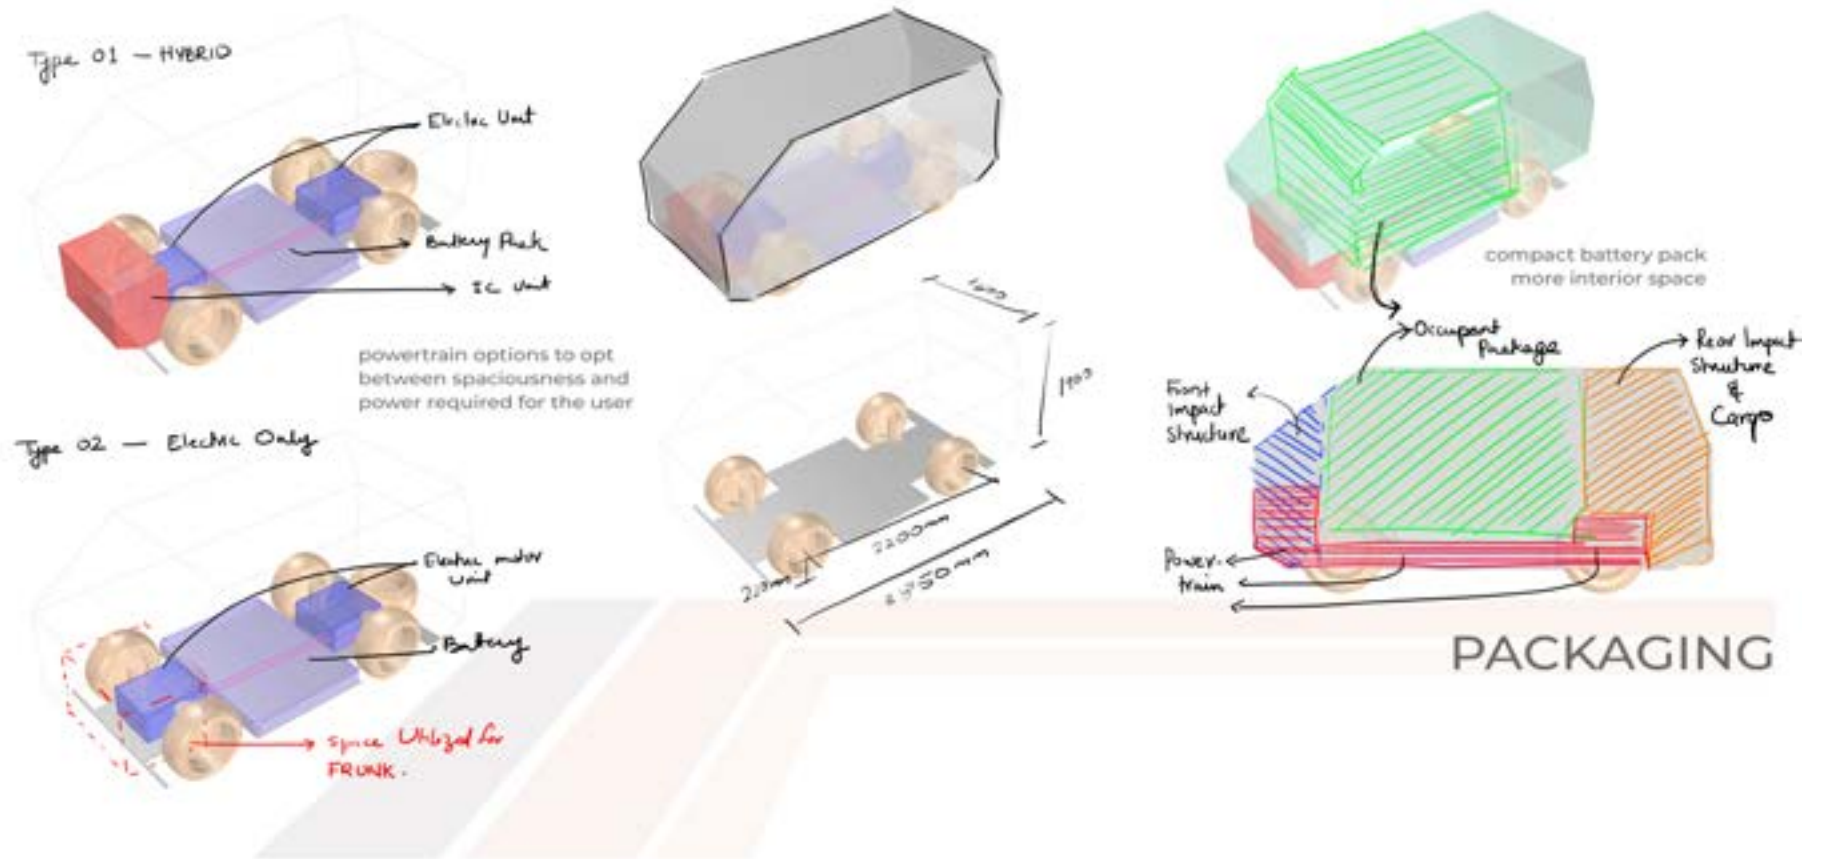 Type 01 — HYBRID
Electric Unit
Battery Pack
IC Unit
powertrain options to opt
between spaciousness and
power required for the user
Type 02 — Electric Only
Electric motor
Unit
Battery
Space Utilized for
FRUNK.
2200mm
compact battery pack
more interior space
Occupant
Package
Rear Impact
Structure
&
Cargo
Front
Impact
Structure
Power-
train
PACKAGING